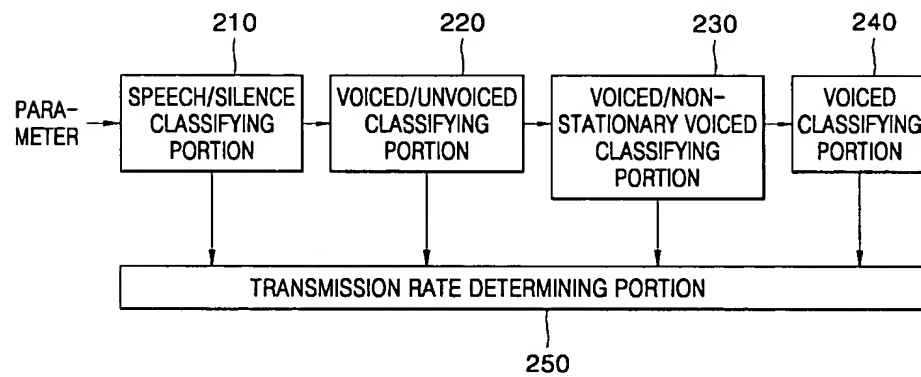 210
220
230
240
PARA-
METER
SPEECH/SILENCE
CLASSIFYING
PORTION
VOICED/UNVOICED
CLASSIFYING
PORTION
VOICED/NON-
STATIONARY VOICED
CLASSIFYING
PORTION
VOICED
CLASSIFYING
PORTION
TRANSMISSION RATE DETERMINING PORTION
250